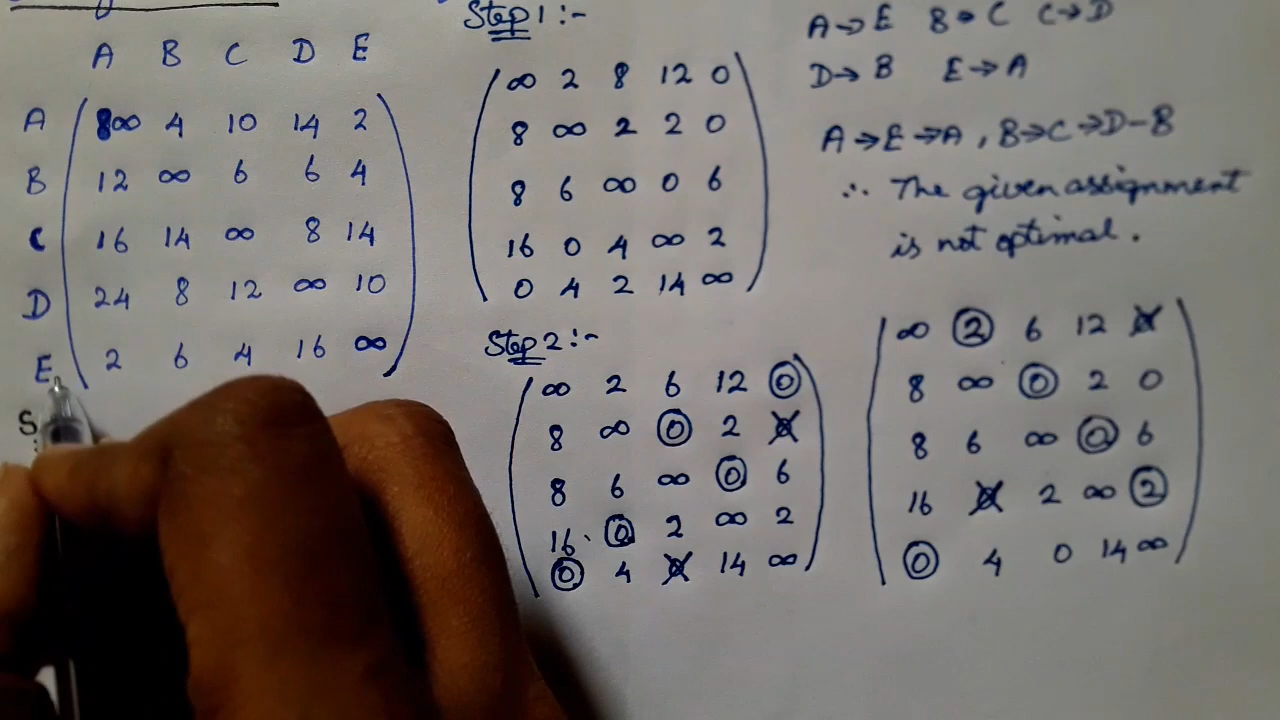 A B C D E
A 8∞ 4 10 14 2
B 12 ∞ 6 6 4
C 16 14 ∞ 8 14
D 24 8 12 ∞ 10
E 2 6 4 16 ∞
S
Step 1 :-
∞ 2 8 12 0
8 ∞ 2 2 0
8 6 ∞ 0 6
16 0 4 ∞ 2
0 4 2 14 ∞
Step 2 :-
∞ 2 6 12 0
8 ∞ 0 2 0
8 6 ∞ 0 6
16 0 2 ∞ 2
0 4 0 14 ∞
A→E B→C C→D
D→B E→A
A→E→A, B→C→D-B
∴ The given assignment
is not optimal.
∞ 2 6 12 0
8 ∞ 0 2 0
8 6 ∞ 0 6
16 0 2 ∞ 2
0 4 0 14 ∞